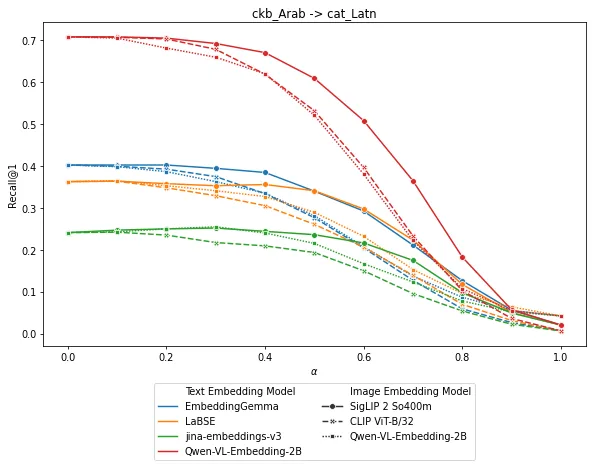 ckb_Arab -> cat_Latn
0.7
0.6
0.5
0.4
0.3
0.2
0.1
0.0
Recall@1
0.0 0.2 0.4 0.6 0.8 1.0
α
Text Embedding Model Image Embedding Model
EmbeddingGemma SigLIP 2 So400m
LaBSE CLIP ViT-B/32
jina-embeddings-v3 Qwen-VL-Embedding-2B
Qwen-VL-Embedding-2B